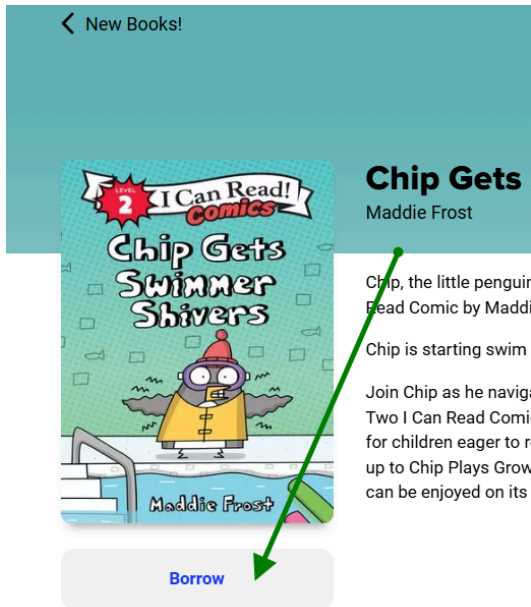 New Books!
LEVEL
2
I Can Read!
Comics
Chip Gets
Swimmer
Shivers
Maddie Frost
Borrow
Chip Gets
Maddie Frost
Chip, the little penguin
Read Comic by Maddi
Chip is starting swim
Join Chip as he naviga
Two I Can Read Comic
for children eager to r
up to Chip Plays Grow
can be enjoyed on its